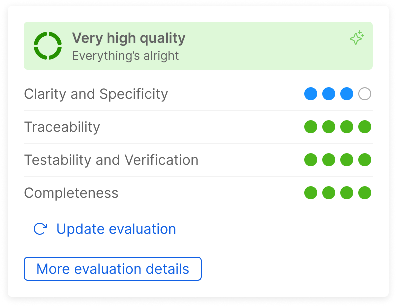 Very high quality
Everything's alright
Clarity and Specificity
Traceability
Testability and Verification
Completeness
Update evaluation
More evaluation details